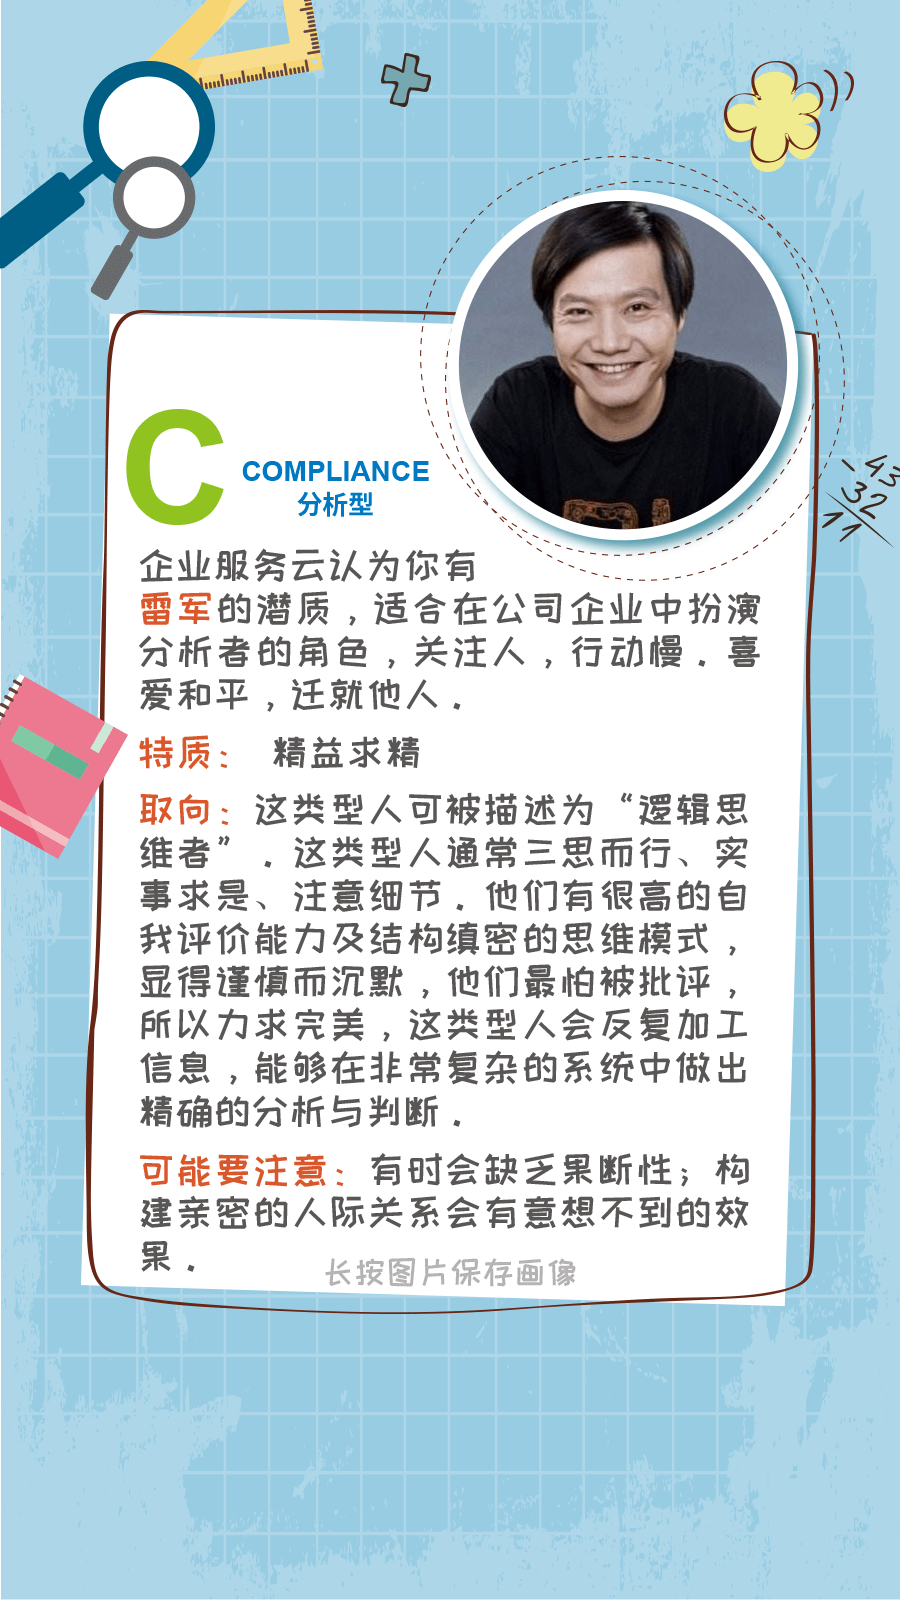 C
COMPLIANCE
分析型
-43
32
11
企业服务云认为你有
雷军的潜质，适合在公司企业中扮演
分析者的角色，关注人，行动慢．喜
爱和平，迁就他人．
特质： 精益求精
取向：这类型人可被描述为“逻辑思
维者”．这类型人通常三思而行、实
事求是、注意细节．他们有很高的自
我评价能力及结构缜密的思维模式，
显得谨慎而沉默，他们最怕被批评，
所以力求完美，这类型人会反复加工
信息，能够在非常复杂的系统中做出
精确的分析与判断．
可能要注意：有时会缺乏果断性；构
建亲密的人际关系会有意想不到的效
果．
长按图片保存画像